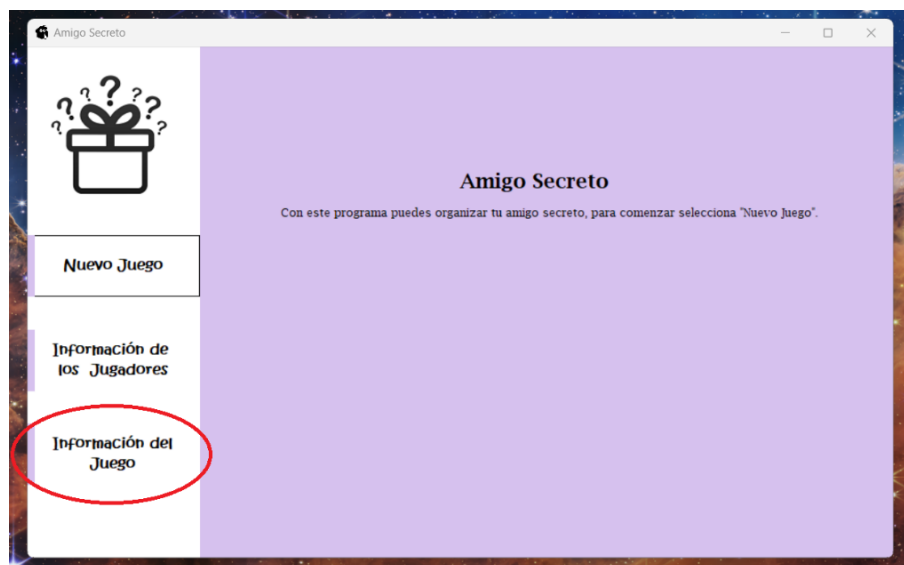 Amigo Secreto
? ? ? ? ? ? ?
Amigo Secreto
Con este programa puedes organizar tu amigo secreto, para comenzar selecciona "Nuevo Juego".
Nuevo Juego
Información de
los Jugadores
Información del
Juego